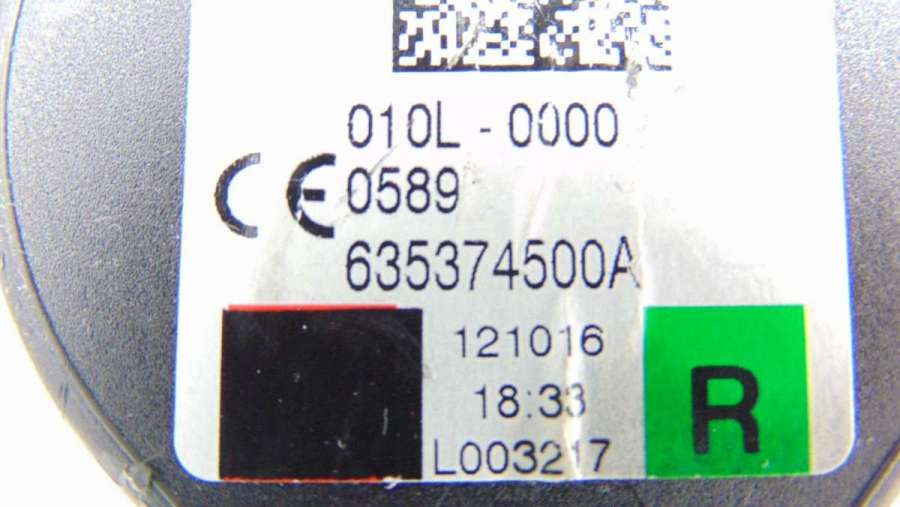 010L - 0000
CE 0589
635374500A
121016
18:33
L003217
R